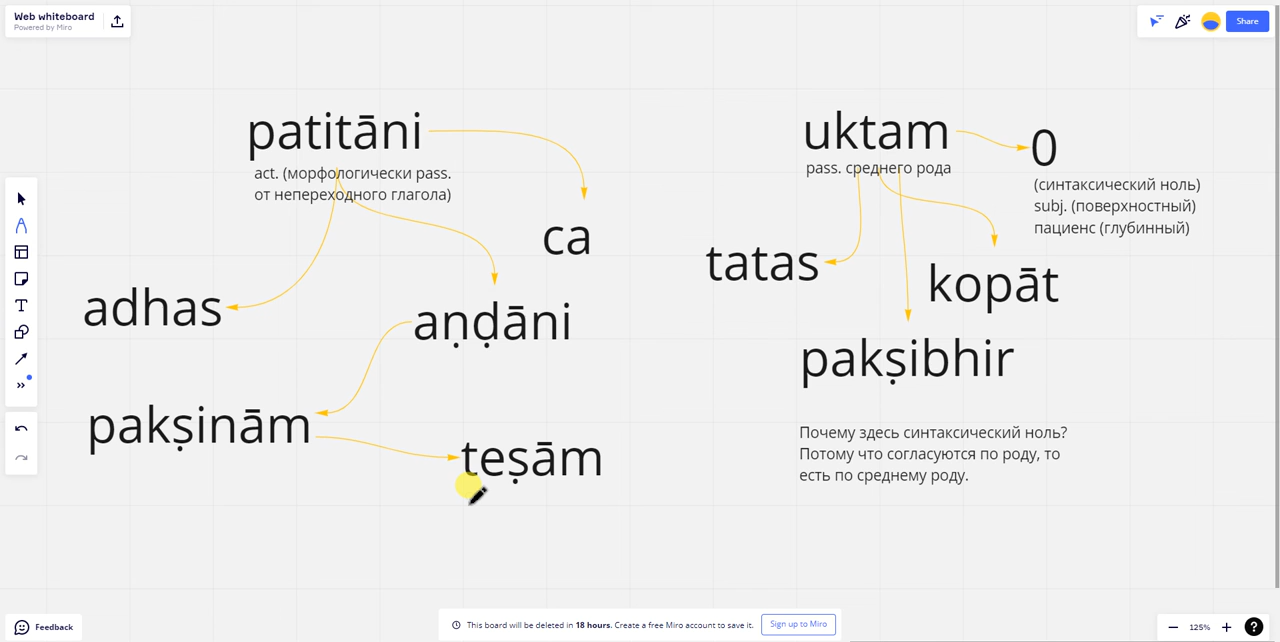 Web whiteboard
Powered by Miro
Share
patitāni
act. (морфологически pass.
от непереходного глагола)
ca
adhas
aṇḍāni
pakṣinām
teṣām
uktam
pass. среднего рода
0
(синтаксический ноль)
subj. (поверхностный)
пациенс (глубинный)
tatas
kopāt
pakṣibhir
Почему здесь синтаксический ноль?
Потому что согласуются по роду, то
есть по среднему роду.
Feedback
This board will be deleted in 18 hours. Create a free Miro account to save it.
Sign up to Miro
125%